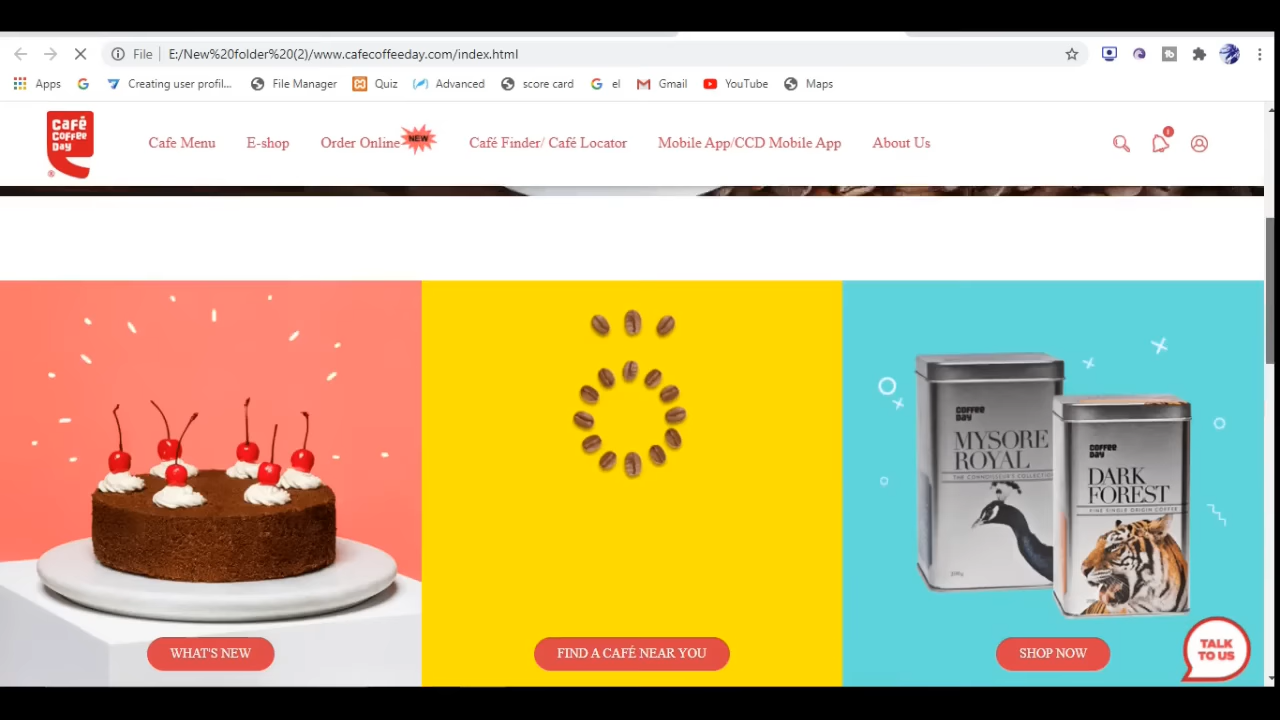 File E:/New%20folder%20(2)/www.cafecoffeeday.com/index.html
Apps Creating user profil... File Manager Quiz Advanced score card el Gmail YouTube Maps
Café
Coffee
Day
®
Cafe Menu E-shop Order Online NEW Café Finder/ Café Locator Mobile App/CCD Mobile App About Us
COFFEE
DAY
MYSORE
ROYAL
THE CONNOISSEUR'S COLLECTION
COFFEE
DAY
DARK
FOREST
FINE SINGLE ORIGIN COFFEE
WHAT'S NEW
FIND A CAFÉ NEAR YOU
SHOP NOW
TALK
TO US